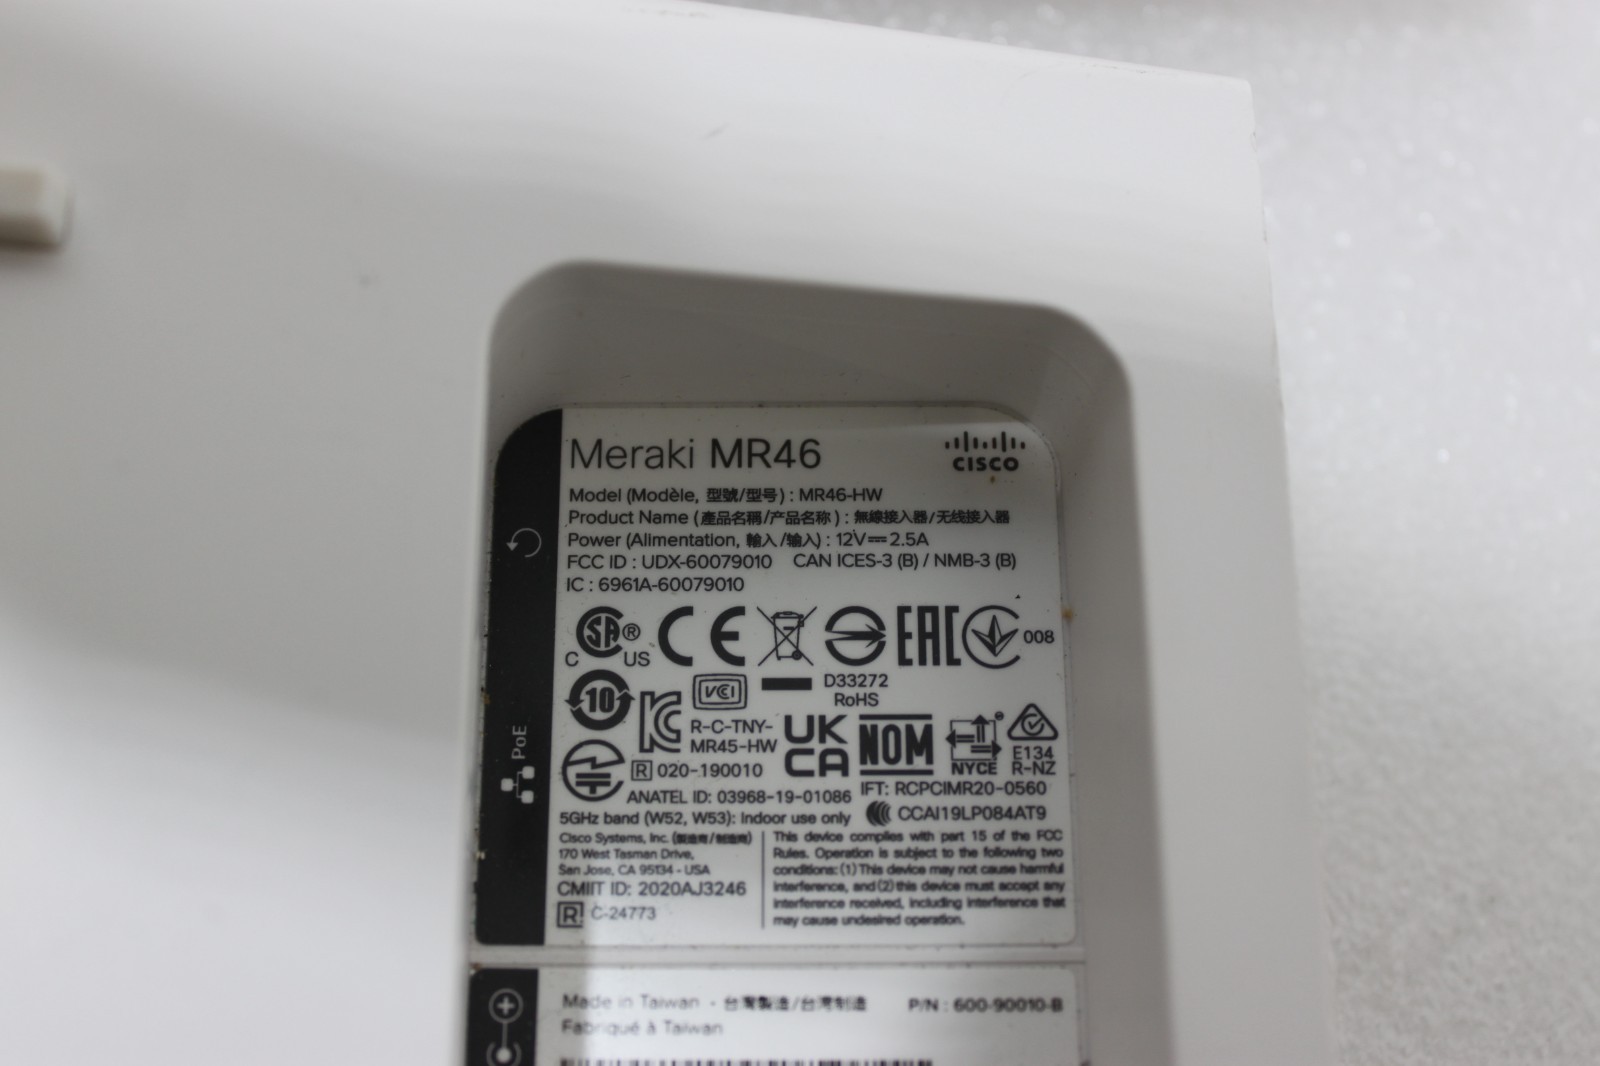 Meraki MR46
CISCO
Model (Modèle, 型號/型号) : MR46-HW
Product Name (產品名稱/产品名称) : 無線接入器/无线接入器
Power (Alimentation, 輸入/输入) : 12V⎓2.5A
FCC ID : UDX-60079010 CAN ICES-3 (B) / NMB-3 (B)
IC : 6961A-60079010
C SA ® US CE EAC 008
10 VCCI D33272
RoHS
R-C-TNY-
MR45-HW
UK
CA
NOM
NYCE
E134
R-NZ
R 020-190010
ANATEL ID: 03968-19-01086
IFT: RCPCIMR20-0560
5GHz band (W52, W53): Indoor use only
CCAI19LP084AT9
Cisco Systems, Inc. (製造商/制造商)
170 West Tasman Drive,
San Jose, CA 95134 - USA
CMIIT ID: 2020AJ3246
R C-24773
This device complies with part 15 of the FCC
Rules. Operation is subject to the following two
conditions: (1) This device may not cause harmful
interference, and (2) this device must accept any
interference received, including interference that
may cause undesired operation.
PoE
Made in Taiwan - 台灣製造/台湾制造 P/N : 600-90010-B
Fabriqué à Taiwan